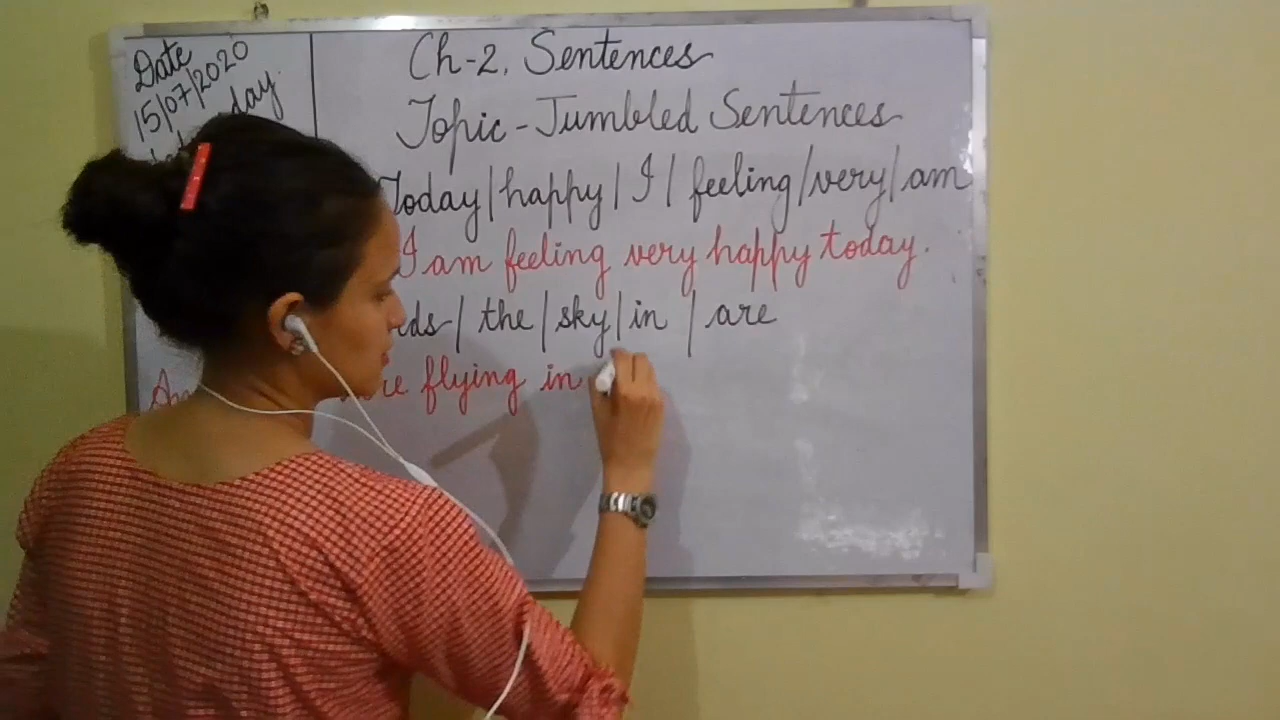 Date
15/07/2020
Ch-2, Sentences
Topic - Jumbled Sentences
Today | happy | I | feeling | very | am
I am feeling very happy today.
| the | sky | in | are
flying in